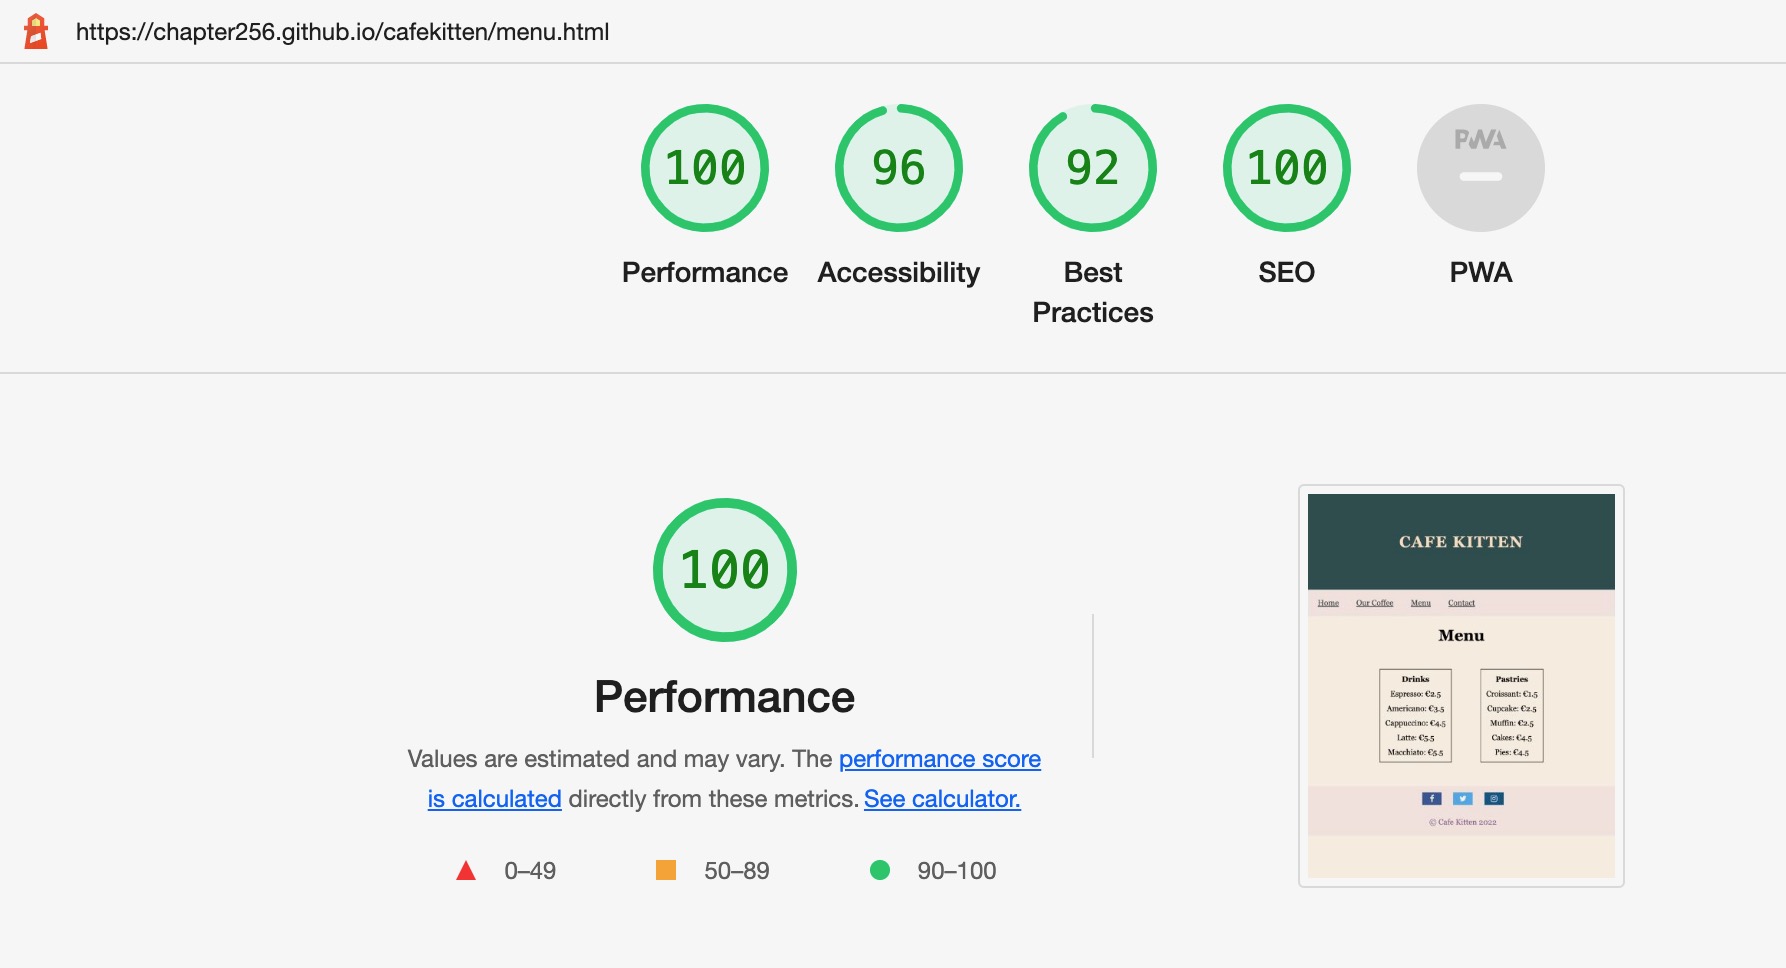 https://chapter256.github.io/cafekitten/menu.html
100
96
92
100
PWA
Performance
Accessibility
Best
Practices
SEO
PWA
100
Performance
Values are estimated and may vary. The performance score
is calculated directly from these metrics. See calculator.
0–49
50–89
90–100
CAFE KITTEN
Home Our Coffee Menu Contact
Menu
Drinks
Espresso: €2.5
Americano: €3.5
Cappuccino: €4.5
Latte: €5.5
Macchiato: €5.5
Pastries
Croissant: €1.5
Cupcake: €2.5
Muffin: €2.5
Cakes: €4.5
Pies: €4.5
© Cafe Kitten 2022